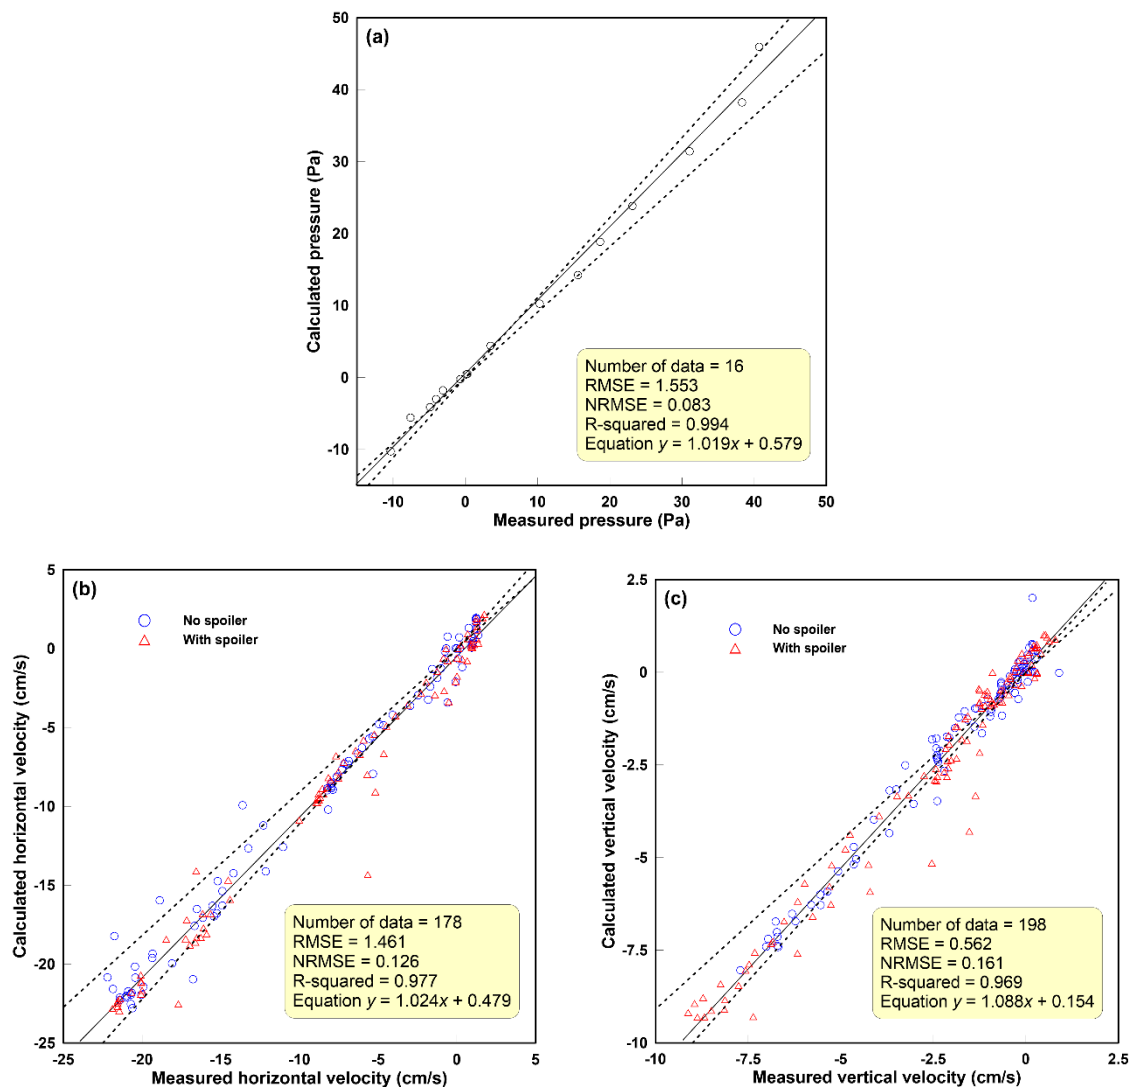 (a)
50
40
30
20
10
0
-10
Calculated pressure (Pa)
Number of data = 16
RMSE = 1.553
NRMSE = 0.083
R-squared = 0.994
Equation y = 1.019x + 0.579
-10 0 10 20 30 40 50
Measured pressure (Pa)
(b)
5
0
-5
-10
-15
-20
-25
Calculated horizontal velocity (cm/s)
No spoiler
With spoiler
Number of data = 178
RMSE = 1.461
NRMSE = 0.126
R-squared = 0.977
Equation y = 1.024x + 0.479
-25 -20 -15 -10 -5 0 5
Measured horizontal velocity (cm/s)
(c)
2.5
0
-2.5
-5
-7.5
-10
Calculated vertical velocity (cm/s)
No spoiler
With spoiler
Number of data = 198
RMSE = 0.562
NRMSE = 0.161
R-squared = 0.969
Equation y = 1.088x + 0.154
-10 -7.5 -5 -2.5 0 2.5
Measured vertical velocity (cm/s)